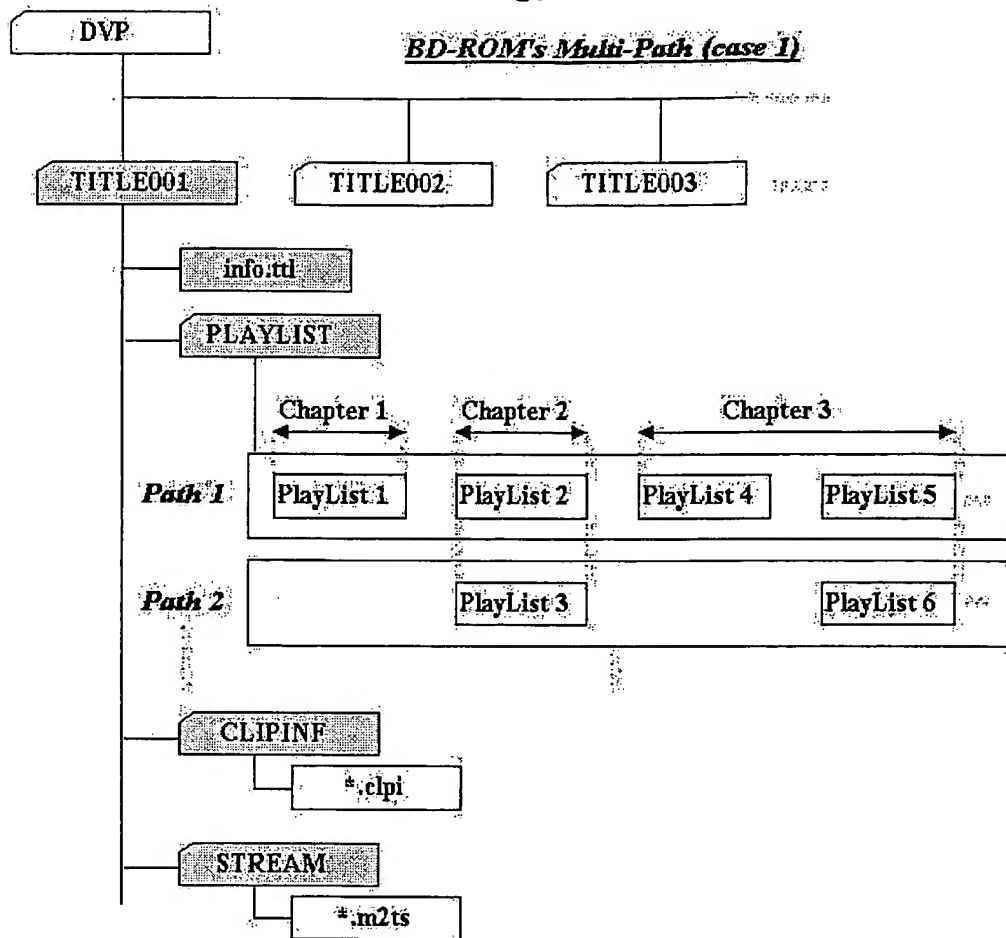 DVP
BD-ROM's Multi-Path (case 1)
TITLE001
TITLE002
TITLE003
info.ttl
PLAYLIST
Chapter 1
Chapter 2
Chapter 3
Path 1
PlayList 1
PlayList 2
PlayList 4
PlayList 5
Path 2
PlayList 3
PlayList 6
CLIPINF
*.clpi
STREAM
*.m2ts